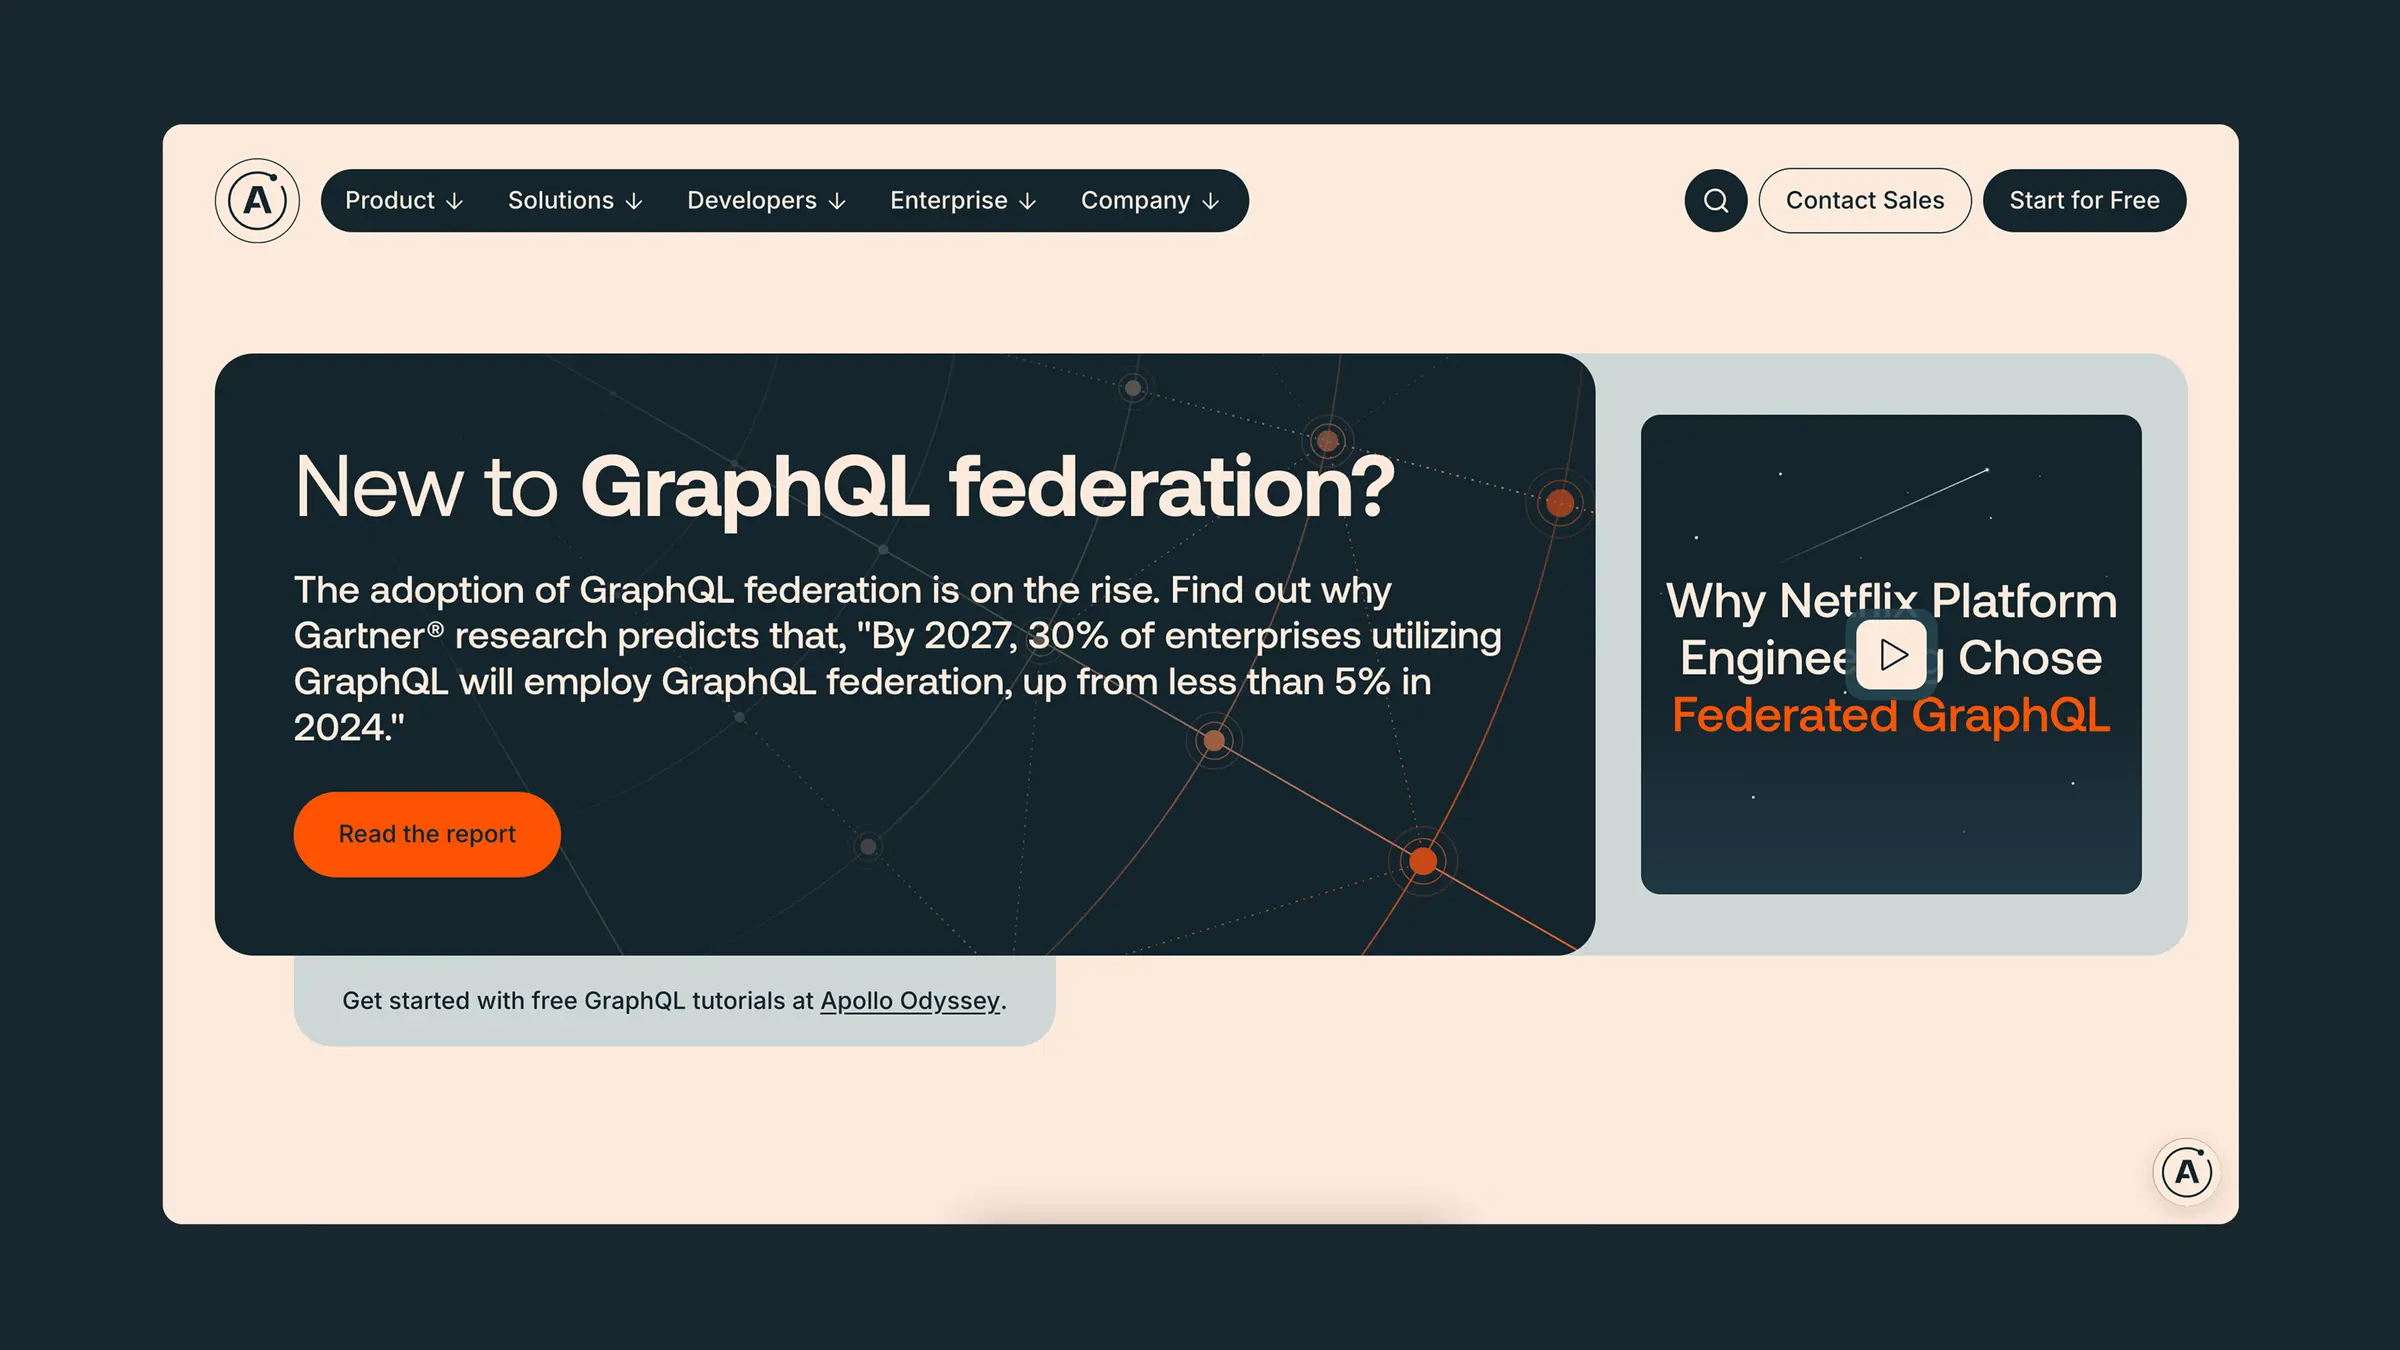 A
Product ↓ Solutions ↓ Developers ↓ Enterprise ↓ Company ↓
Contact Sales
Start for Free
New to GraphQL federation?
The adoption of GraphQL federation is on the rise. Find out why
Gartner® research predicts that, "By 2027, 30% of enterprises utilizing
GraphQL will employ GraphQL federation, up from less than 5% in
2024."
Read the report
Why Netflix Platform
Chose
Federated GraphQL
Get started with free GraphQL tutorials at Apollo Odyssey.
A